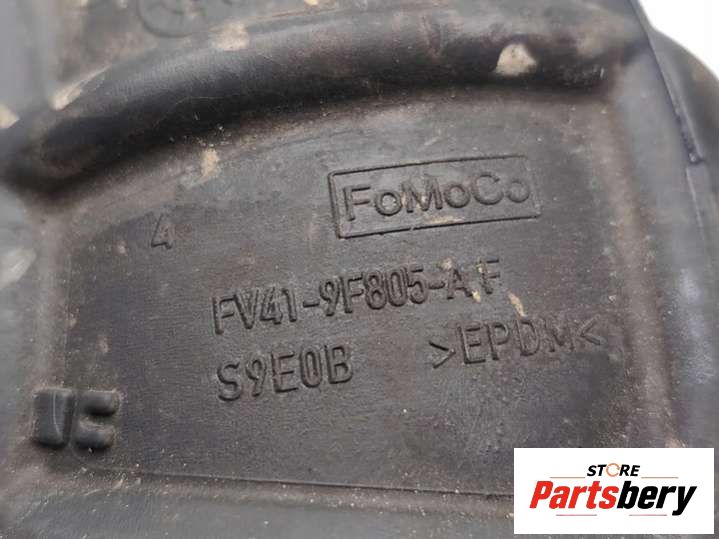 FoMoCo
4
FV41-9F805-AF
S9E0B >EPDM<
STORE
Partsbery